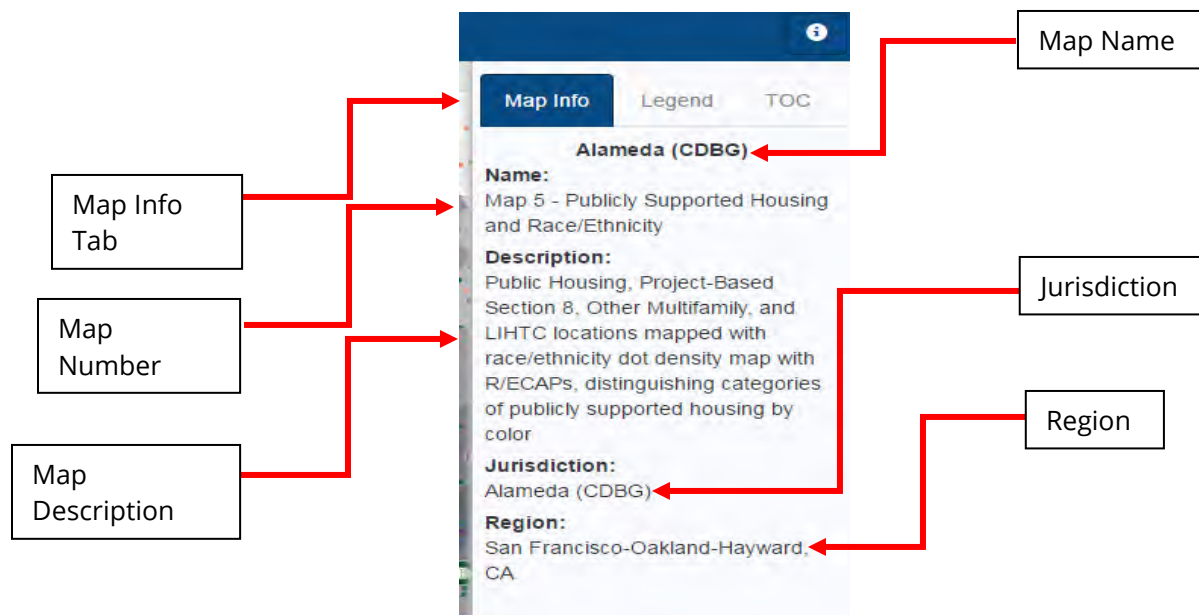 Map Name
Map Info Legend TOC
Alameda (CDBG)
Name:
Map 5 - Publicly Supported Housing
and Race/Ethnicity
Description:
Public Housing, Project-Based
Section 8, Other Multifamily, and
LIHTC locations mapped with
race/ethnicity dot density map with
R/ECAPs, distinguishing categories
of publicly supported housing by
color
Jurisdiction:
Alameda (CDBG)
Region:
San Francisco-Oakland-Hayward,
CA
Map Info
Tab
Map
Number
Map
Description
Jurisdiction
Region